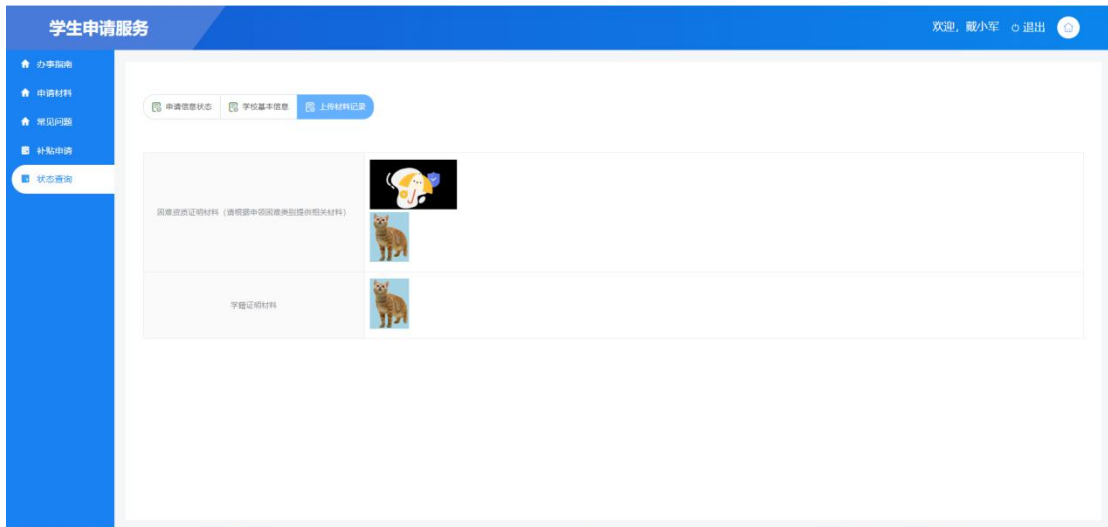 学生申请服务
欢迎，戴小军 退出
办事指南
申请材料
常见问题
补贴申请
状态查询
申请信息状态 学校基本信息 上传材料记录
困难资质证明材料（请根据申领困难类别提供相关材料）
学籍证明材料